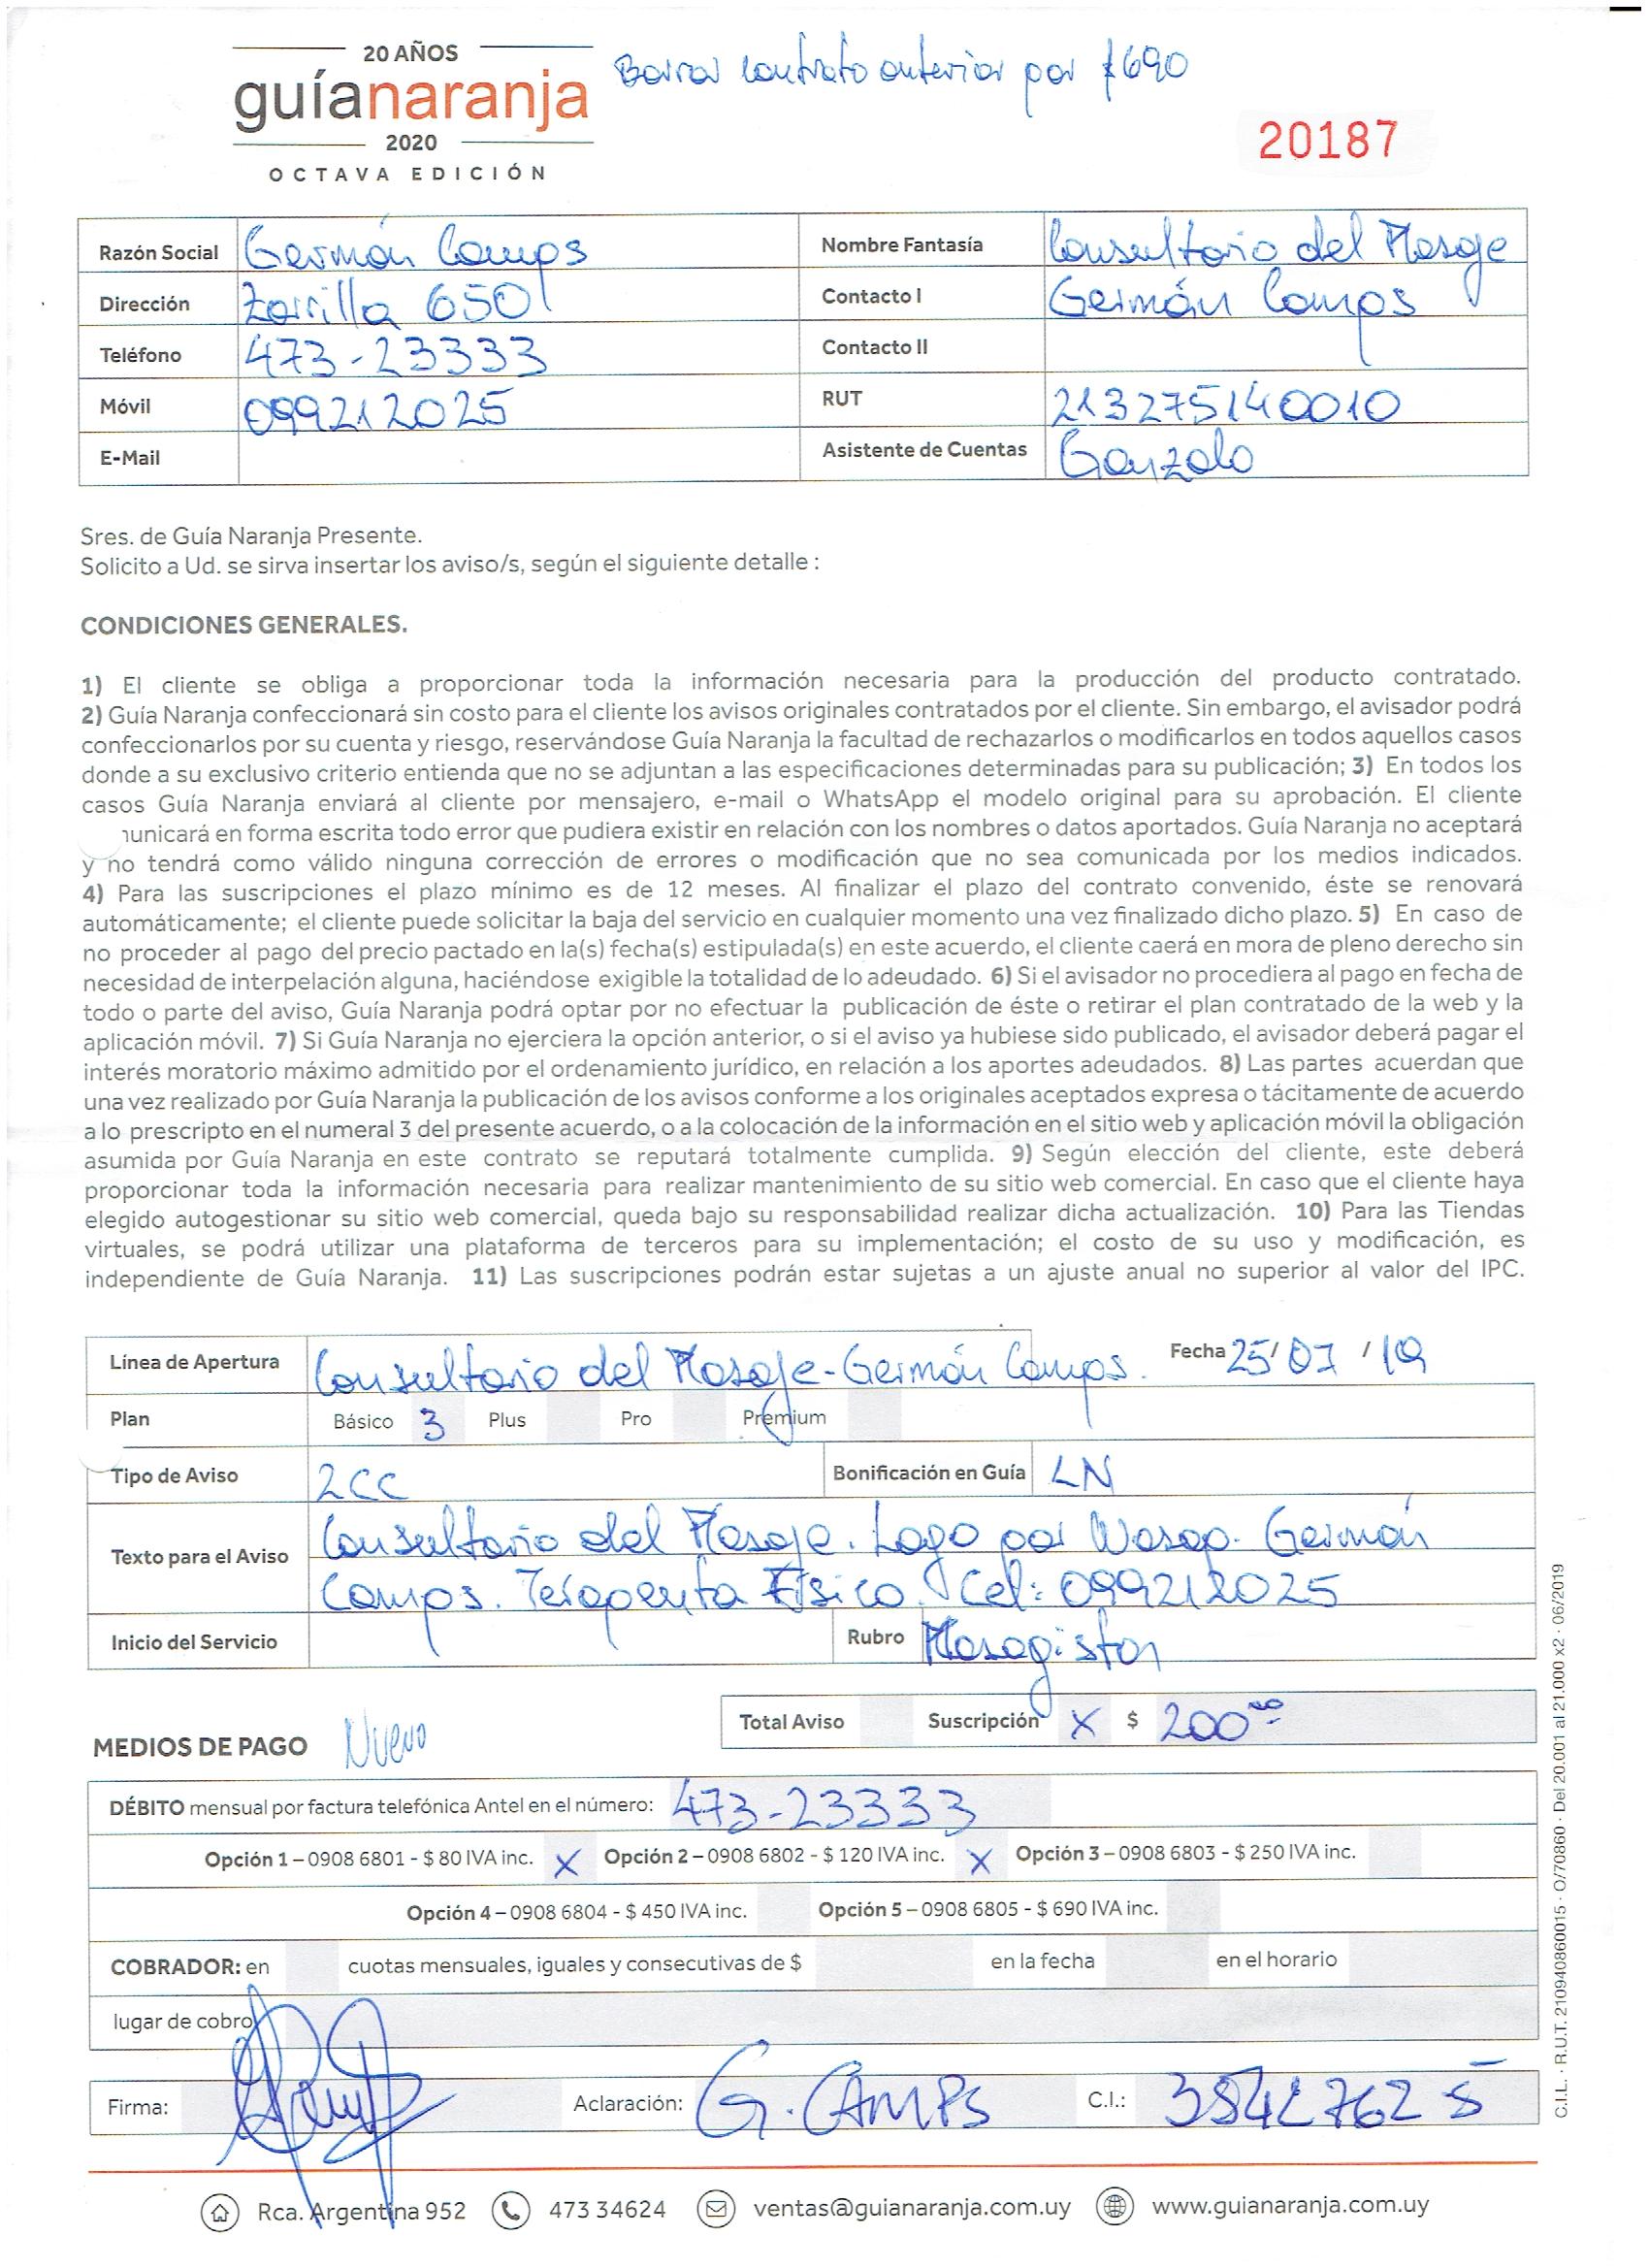 20 AÑOS
guíanaranja
2020
OCTAVA EDICIÓN
Borrar contrato anterior por $690
20187
Razón Social Germán Camps Nombre Fantasía Consultorio del Masaje
Dirección Zorrilla 650 Contacto I Germán Camps
Teléfono 473-23333 Contacto II
Móvil 099212025 RUT 213275140010
E-Mail Asistente de Cuentas Gonzalo
Sres. de Guía Naranja Presente.
Solicito a Ud. se sirva insertar los aviso/s, según el siguiente detalle :
CONDICIONES GENERALES.
1) El cliente se obliga a proporcionar toda la información necesaria para la producción del producto contratado.
2) Guía Naranja confeccionará sin costo para el cliente los avisos originales contratados por el cliente. Sin embargo, el avisador podrá
confeccionarlos por su cuenta y riesgo, reservándose Guía Naranja la facultad de rechazarlos o modificarlos en todos aquellos casos
donde a su exclusivo criterio entienda que no se adjuntan a las especificaciones determinadas para su publicación; 3) En todos los
casos Guía Naranja enviará al cliente por mensajero, e-mail o WhatsApp el modelo original para su aprobación. El cliente
unicará en forma escrita todo error que pudiera existir en relación con los nombres o datos aportados. Guía Naranja no aceptará
y no tendrá como válido ninguna corrección de errores o modificación que no sea comunicada por los medios indicados.
4) Para las suscripciones el plazo mínimo es de 12 meses. Al finalizar el plazo del contrato convenido, éste se renovará
automáticamente; el cliente puede solicitar la baja del servicio en cualquier momento una vez finalizado dicho plazo. 5) En caso de
no proceder al pago del precio pactado en la(s) fecha(s) estipulada(s) en este acuerdo, el cliente caerá en mora de pleno derecho sin
necesidad de interpelación alguna, haciéndose exigible la totalidad de lo adeudado. 6) Si el avisador no procediera al pago en fecha de
todo o parte del aviso, Guía Naranja podrá optar por no efectuar la publicación de éste o retirar el plan contratado de la web y la
aplicación móvil. 7) Si Guía Naranja no ejerciera la opción anterior, o si el aviso ya hubiese sido publicado, el avisador deberá pagar el
interés moratorio máximo admitido por el ordenamiento jurídico, en relación a los aportes adeudados. 8) Las partes acuerdan que
una vez realizado por Guía Naranja la publicación de los avisos conforme a los originales aceptados expresa o tácitamente de acuerdo
a lo prescripto en el numeral 3 del presente acuerdo, o a la colocación de la información en el sitio web y aplicación móvil la obligación
asumida por Guía Naranja en este contrato se reputará totalmente cumplida. 9) Según elección del cliente, este deberá
proporcionar toda la información necesaria para realizar mantenimiento de su sitio web comercial. En caso que el cliente haya
elegido autogestionar su sitio web comercial, queda bajo su responsabilidad realizar dicha actualización. 10) Para las Tiendas
virtuales, se podrá utilizar una plataforma de terceros para su implementación; el costo de su uso y modificación, es
independiente de Guía Naranja. 11) Las suscripciones podrán estar sujetas a un ajuste anual no superior al valor del IPC.
Línea de Apertura Consultorio del Masaje-Germán Camps. Fecha 25/07/19
Plan Básico 3 Plus Pro Premium
Tipo de Aviso 2CC Bonificación en Guía LN
Texto para el Aviso Consultorio del Masaje. Logo por Wasap. Germán
Camps. Terapeuta Físico. Cel: 099212025
Inicio del Servicio Rubro Masagistas
Total Aviso Suscripción X $ 200
MEDIOS DE PAGO Nuevo
DÉBITO mensual por factura telefónica Antel en el número: 473-23333
Opción 1 – 0908 6801 - $ 80 IVA inc. X Opción 2 – 0908 6802 - $ 120 IVA inc. X Opción 3 – 0908 6803 - $ 250 IVA inc.
Opción 4 – 0908 6804 - $ 450 IVA inc. Opción 5 – 0908 6805 - $ 690 IVA inc.
COBRADOR: en cuotas mensuales, iguales y consecutivas de $ en la fecha en el horario
lugar de cobro
Firma: Aclaración: G. CAMPS C.I.: 3542762 5
Rca. Argentina 952 473 34624 ventas@guianaranja.com.uy www.guianaranja.com.uy
C.I.L. · R.U.T. 210940860015 · O/70860 · Del 20.001 al 21.000 x2 · 06/2019